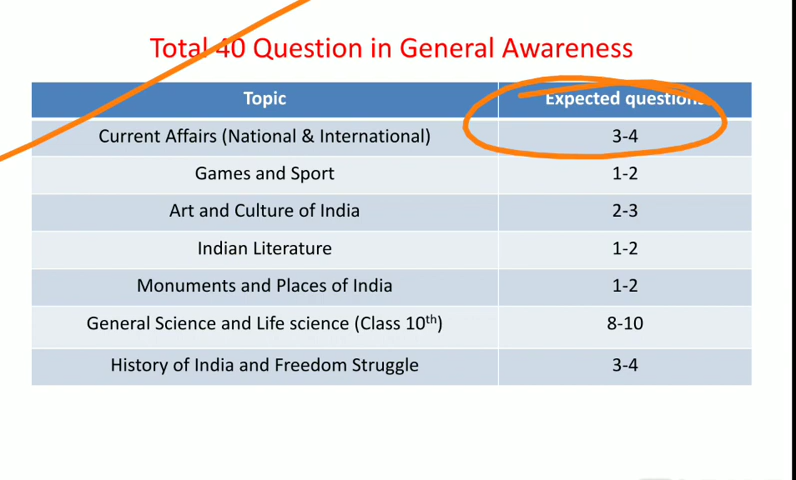 Total 40 Question in General Awareness
Topic Expected questions
Current Affairs (National & International) 3-4
Games and Sport 1-2
Art and Culture of India 2-3
Indian Literature 1-2
Monuments and Places of India 1-2
General Science and Life science (Class 10th) 8-10
History of India and Freedom Struggle 3-4